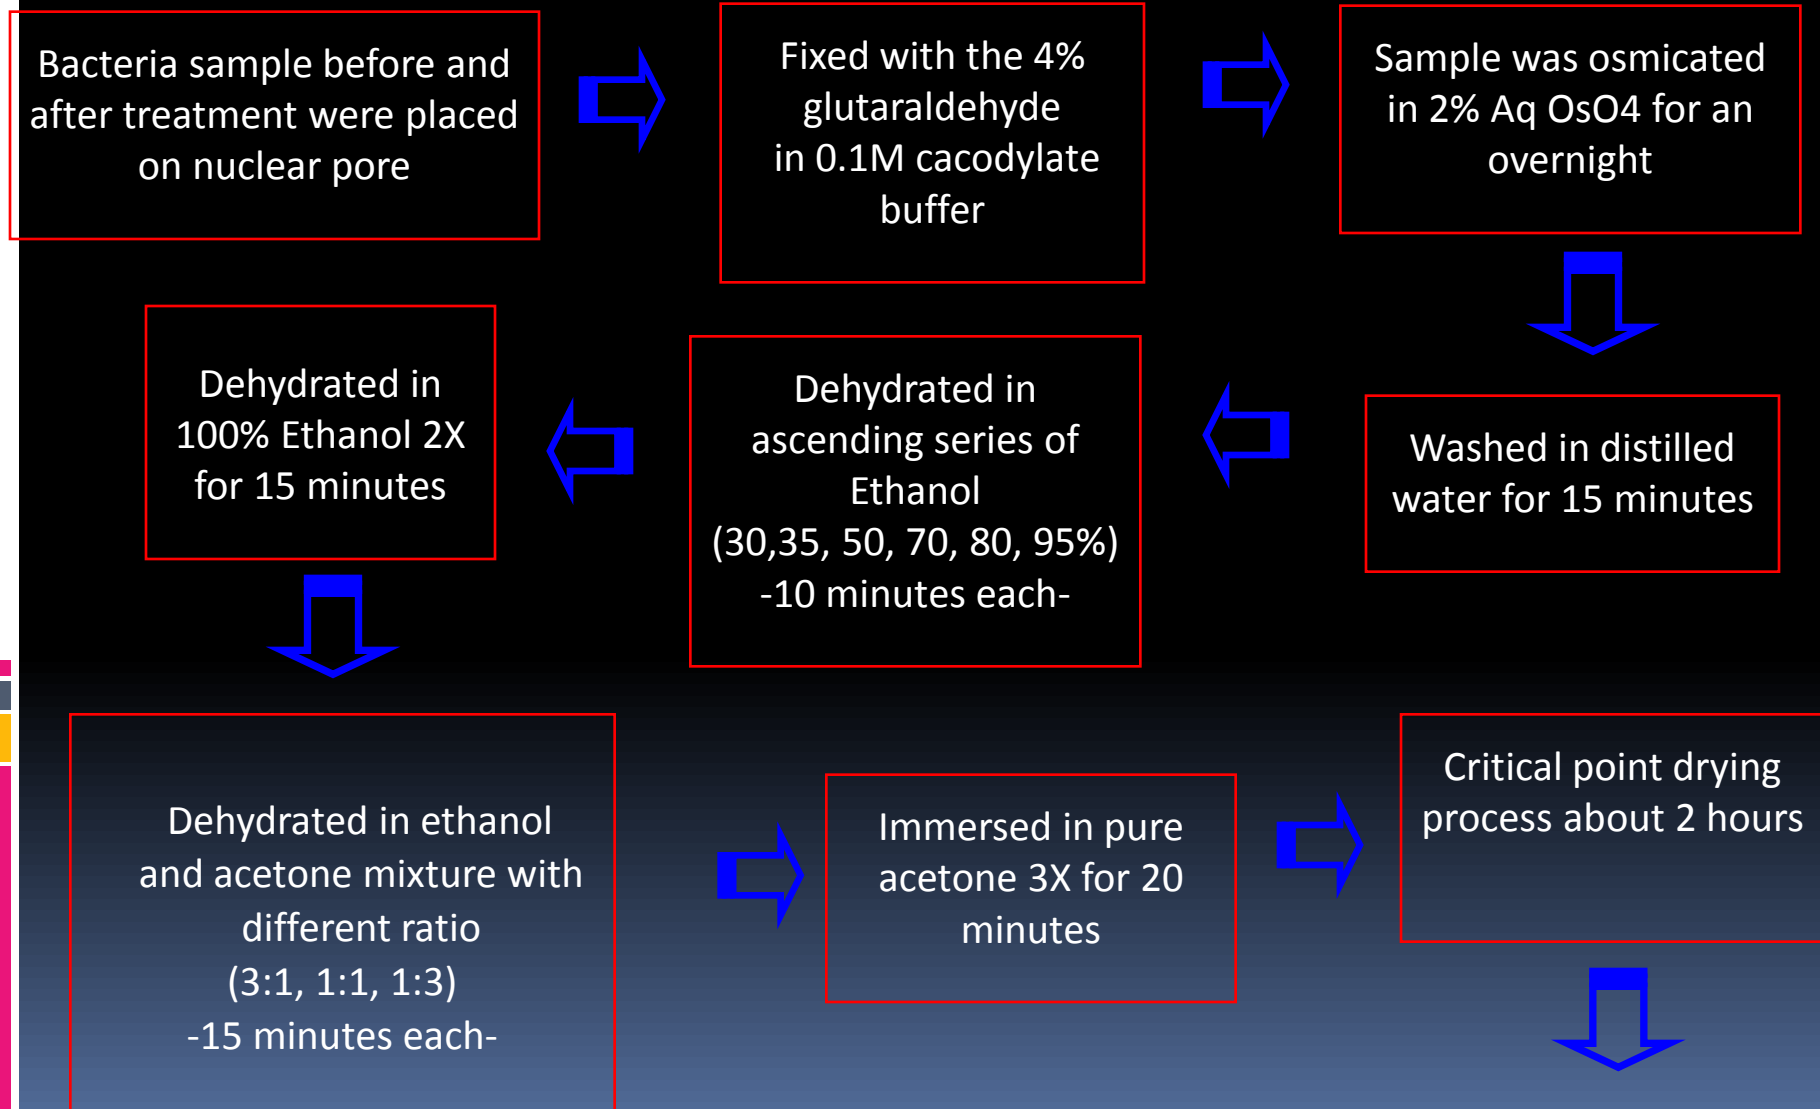 Bacteria sample before and
after treatment were placed
on nuclear pore
Fixed with the 4%
glutaraldehyde
in 0.1M cacodylate
buffer
Sample was osmicated
in 2% Aq OsO4 for an
overnight
Washed in distilled
water for 15 minutes
Dehydrated in
ascending series of
Ethanol
(30,35, 50, 70, 80, 95%)
-10 minutes each-
Dehydrated in
100% Ethanol 2X
for 15 minutes
Dehydrated in ethanol
and acetone mixture with
different ratio
(3:1, 1:1, 1:3)
-15 minutes each-
Immersed in pure
acetone 3X for 20
minutes
Critical point drying
process about 2 hours